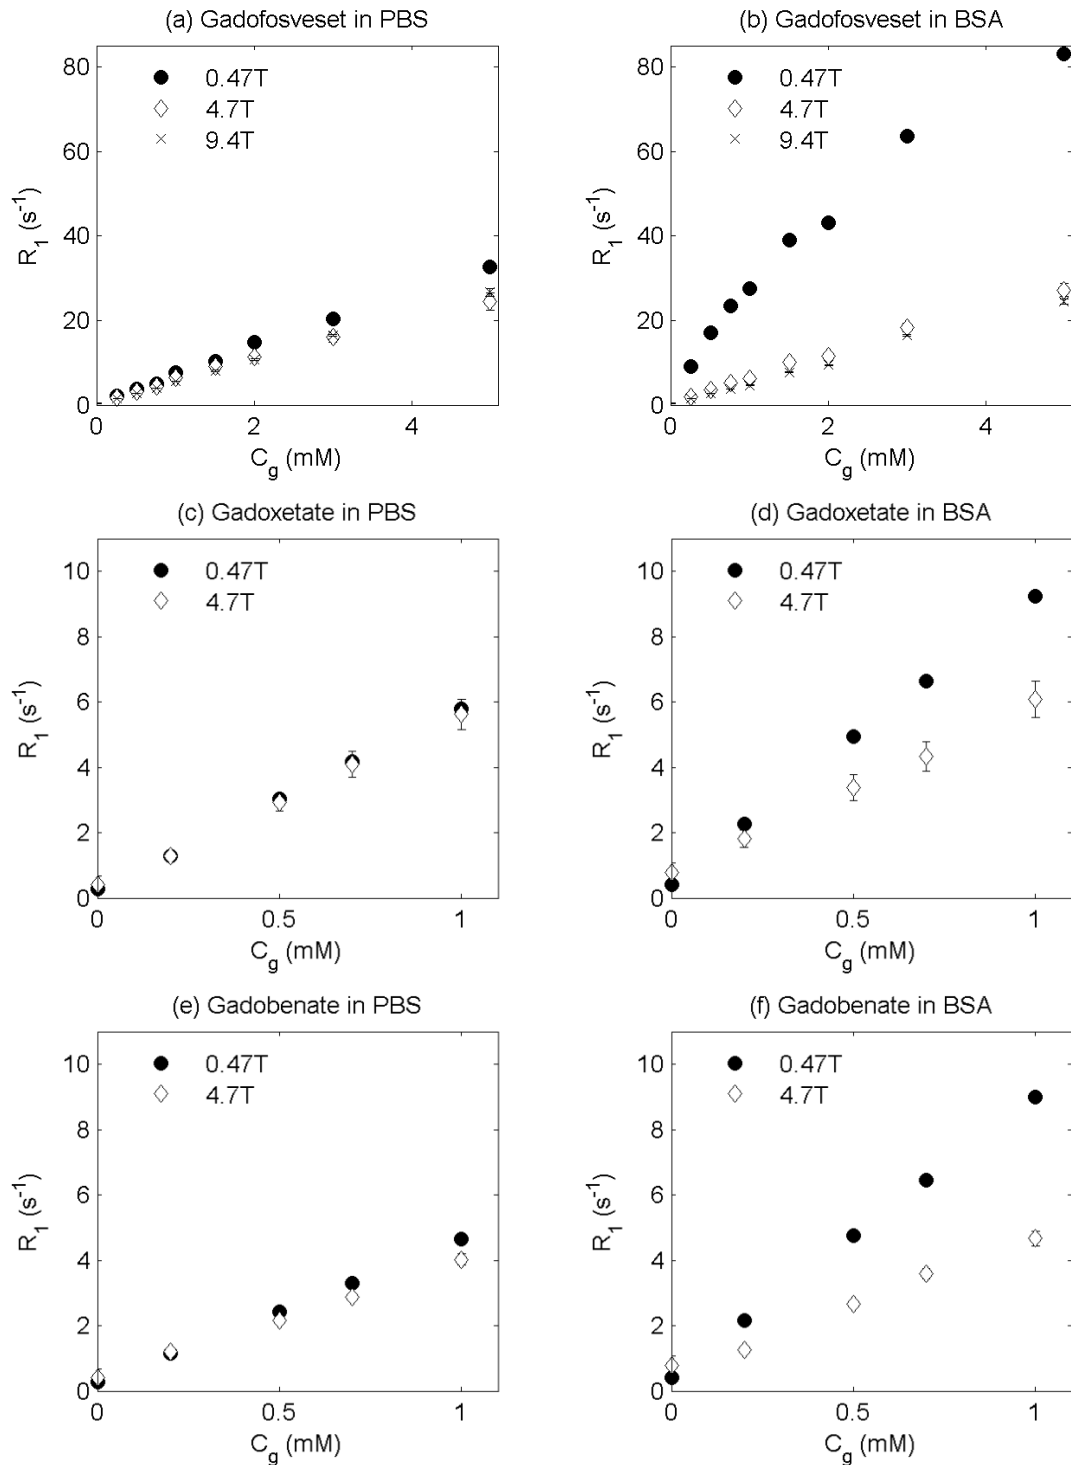 (a) Gadofosveset in PBS
80
60
40
20
0
0 2 4
R₁ (s⁻¹)
C_g (mM)
0.47T
4.7T
9.4T
(b) Gadofosveset in BSA
80
60
40
20
0
0 2 4
R₁ (s⁻¹)
C_g (mM)
0.47T
4.7T
9.4T
(c) Gadoxetate in PBS
10
8
6
4
2
0
0 0.5 1
R₁ (s⁻¹)
C_g (mM)
0.47T
4.7T
(d) Gadoxetate in BSA
10
8
6
4
2
0
0 0.5 1
R₁ (s⁻¹)
C_g (mM)
0.47T
4.7T
(e) Gadobenate in PBS
10
8
6
4
2
0
0 0.5 1
R₁ (s⁻¹)
C_g (mM)
0.47T
4.7T
(f) Gadobenate in BSA
10
8
6
4
2
0
0 0.5 1
R₁ (s⁻¹)
C_g (mM)
0.47T
4.7T